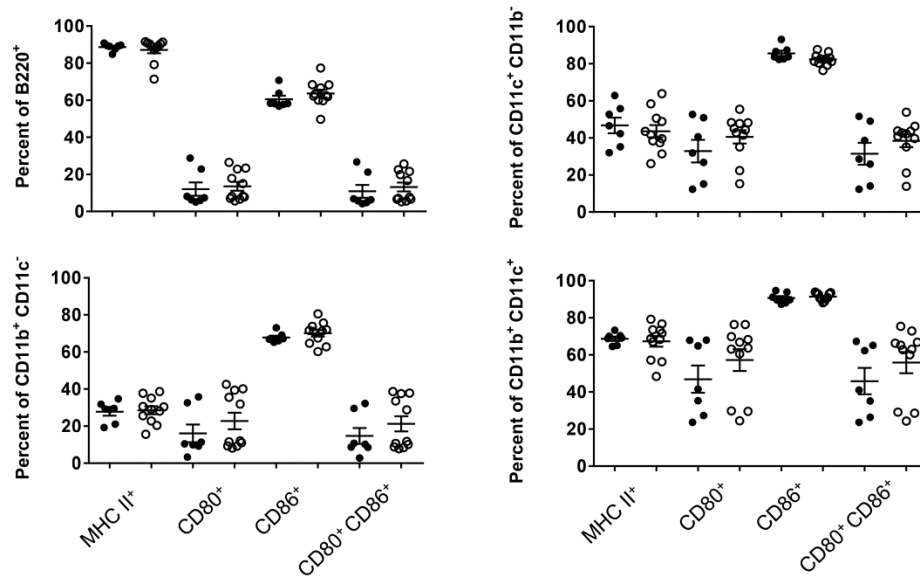 Percent of B220⁺
100
80
60
40
20
0
Percent of CD11c⁺ CD11b⁻
100
80
60
40
20
0
Percent of CD11b⁺ CD11c⁻
100
80
60
40
20
0
MHC II⁺
CD80⁺
CD86⁺
CD80⁺ CD86⁺
Percent of CD11b⁺ CD11c⁺
100
80
60
40
20
0
MHC II⁺
CD80⁺
CD86⁺
CD80⁺ CD86⁺